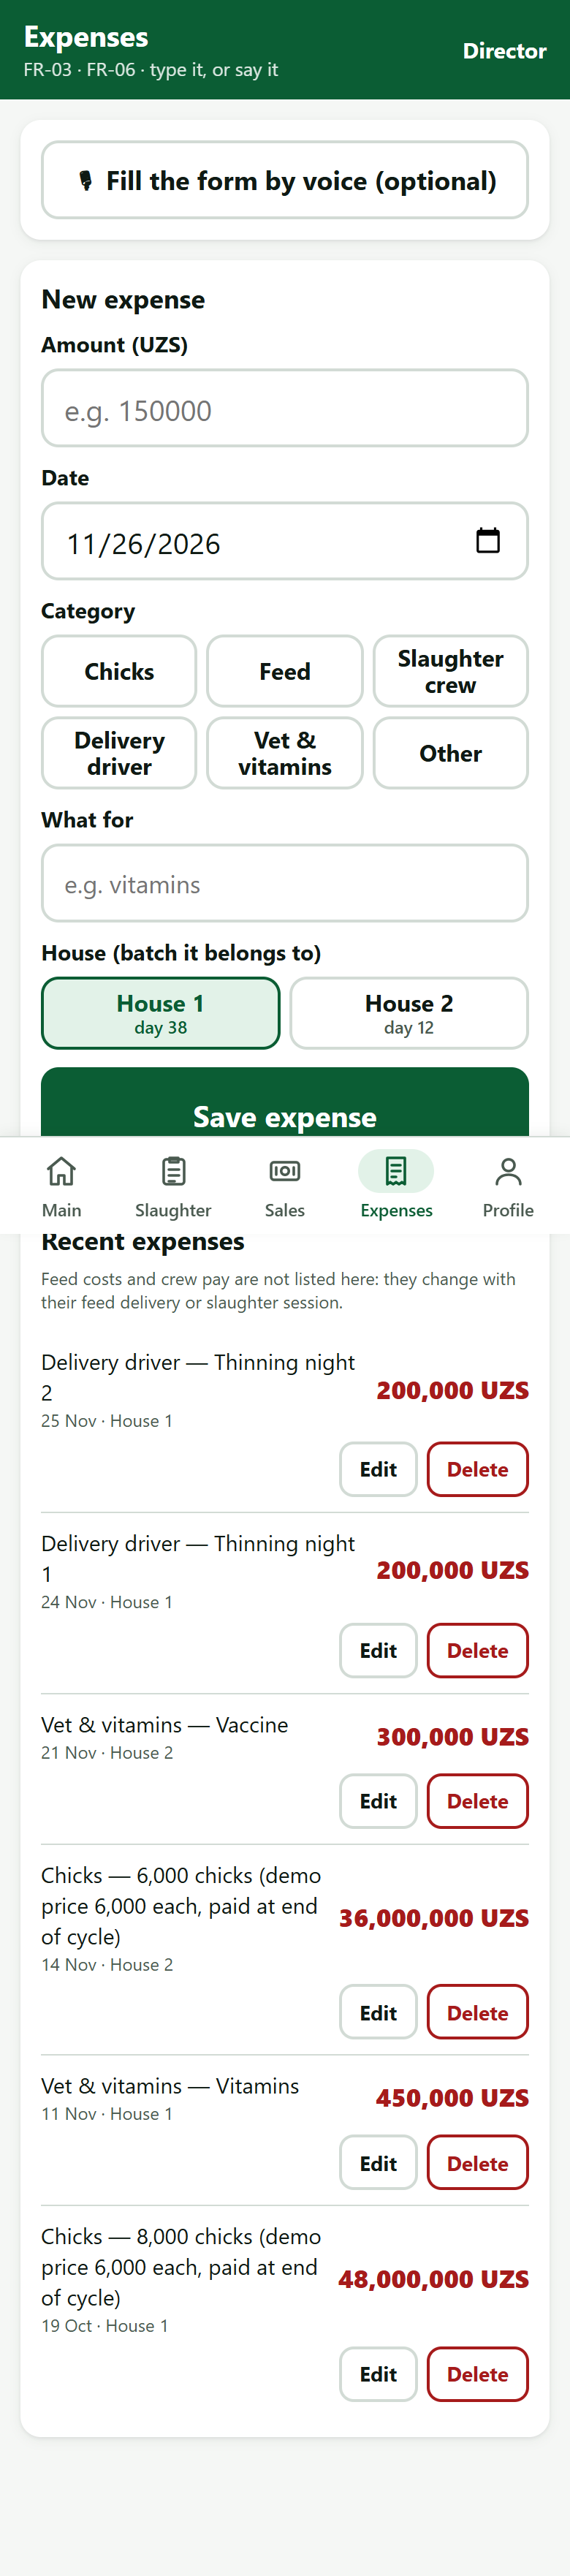 Expenses
FR-03 · FR-06 · type it, or say it
Director
Fill the form by voice (optional)
New expense
Amount (UZS)
e.g. 150000
Date
11/26/2026
Category
Chicks
Feed
Slaughter
crew
Delivery
driver
Vet &
vitamins
Other
What for
e.g. vitamins
House (batch it belongs to)
House 1
day 38
House 2
day 12
Save expense
Main
Slaughter
Sales
Expenses
Profile
Recent expenses
Feed costs and crew pay are not listed here: they change with
their feed delivery or slaughter session.
Delivery driver — Thinning night
2
200,000 UZS
25 Nov · House 1
Edit
Delete
Delivery driver — Thinning night
1
200,000 UZS
24 Nov · House 1
Edit
Delete
Vet & vitamins — Vaccine
300,000 UZS
21 Nov · House 2
Edit
Delete
Chicks — 6,000 chicks (demo
price 6,000 each, paid at end
of cycle)
36,000,000 UZS
14 Nov · House 2
Edit
Delete
Vet & vitamins — Vitamins
450,000 UZS
11 Nov · House 1
Edit
Delete
Chicks — 8,000 chicks (demo
price 6,000 each, paid at end
of cycle)
48,000,000 UZS
19 Oct · House 1
Edit
Delete